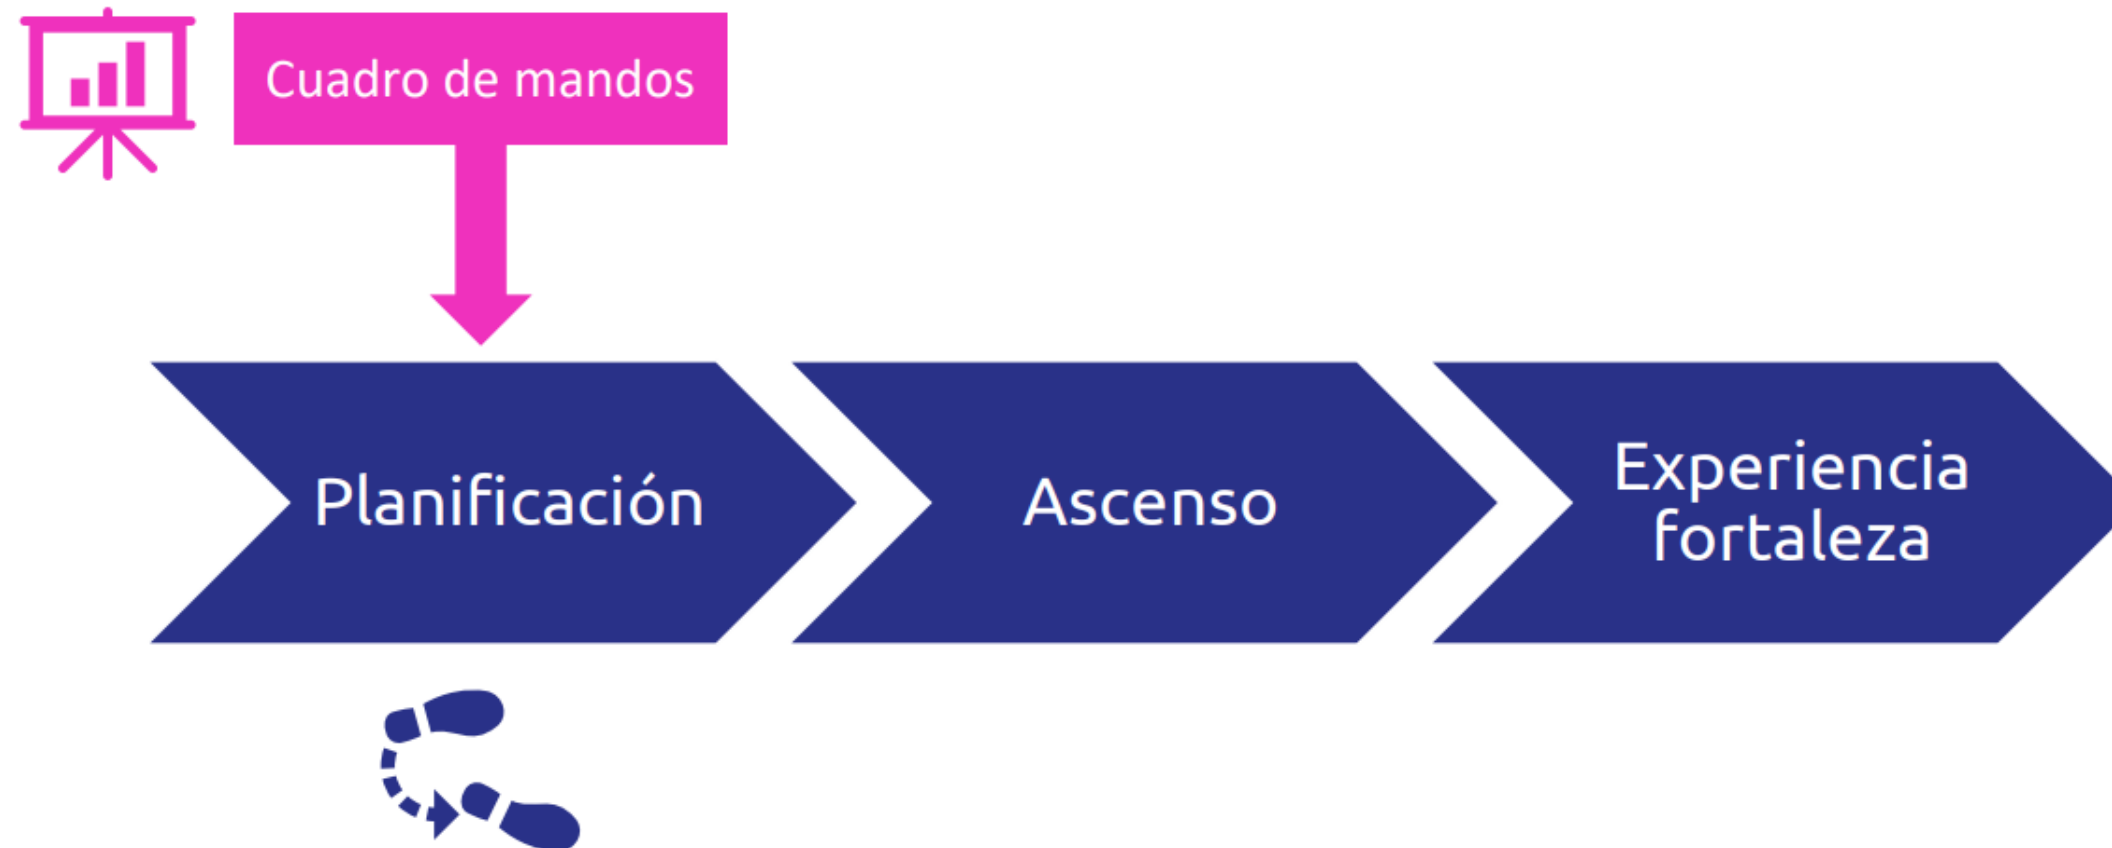 Cuadro de mandos
Planificación
Ascenso
Experiencia
fortaleza